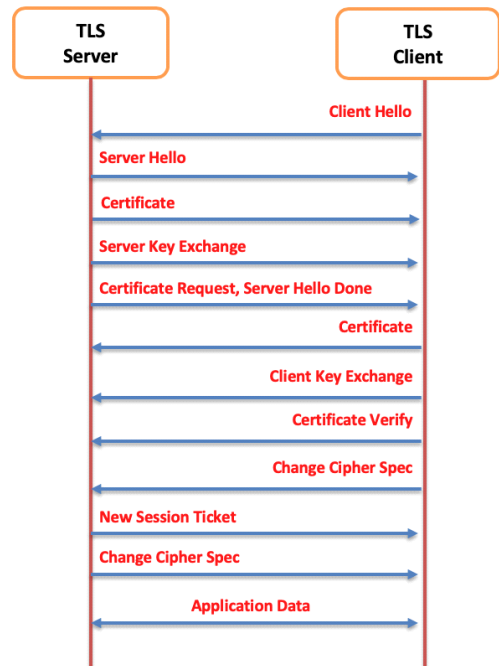 TLS
Server
TLS
Client
Client Hello
Server Hello
Certificate
Server Key Exchange
Certificate Request, Server Hello Done
Certificate
Client Key Exchange
Certificate Verify
Change Cipher Spec
New Session Ticket
Change Cipher Spec
Application Data